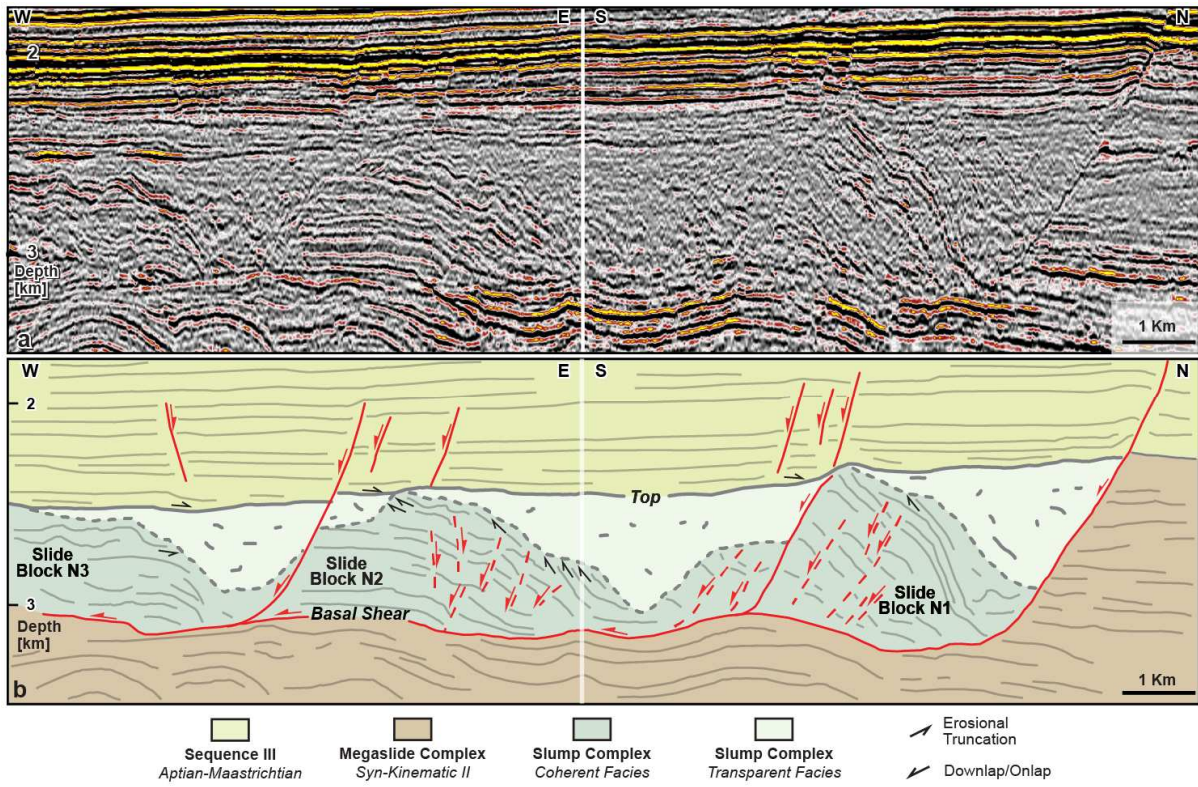 W E S N
2
3
Depth
[km]
1 Km
a
W E S N
2
Top
Slide
Block N3
Slide
Block N2
Slide
Block N1
Basal Shear
3
Depth
[km]
1 Km
b
Sequence III
Aptian-Maastrichtian
Megaslide Complex
Syn-Kinematic II
Slump Complex
Coherent Facies
Slump Complex
Transparent Facies
Erosional
Truncation
Downlap/Onlap